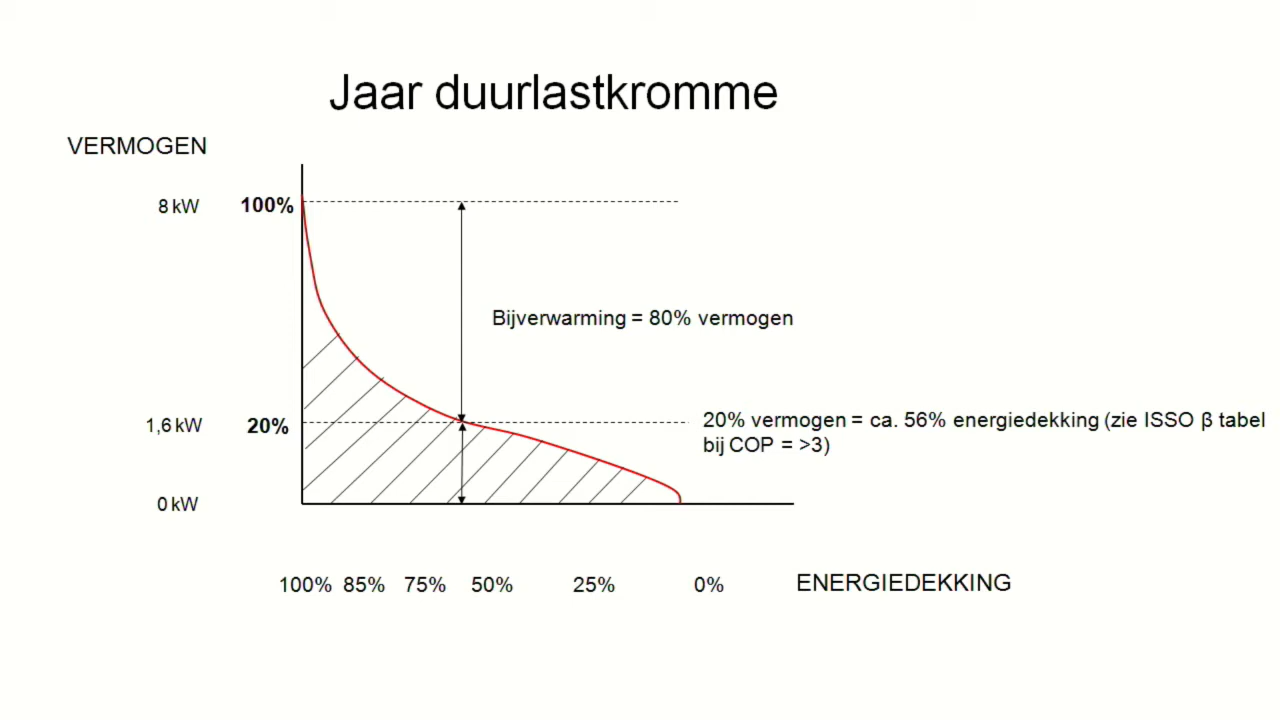 Jaar duurlastkromme
VERMOGEN
8 kW
100%
Bijverwarming = 80% vermogen
1,6 kW
20%
20% vermogen = ca. 56% energiedekking (zie ISSO β tabel
bij COP = >3)
0 kW
100% 85% 75% 50% 25% 0% ENERGIEDEKKING